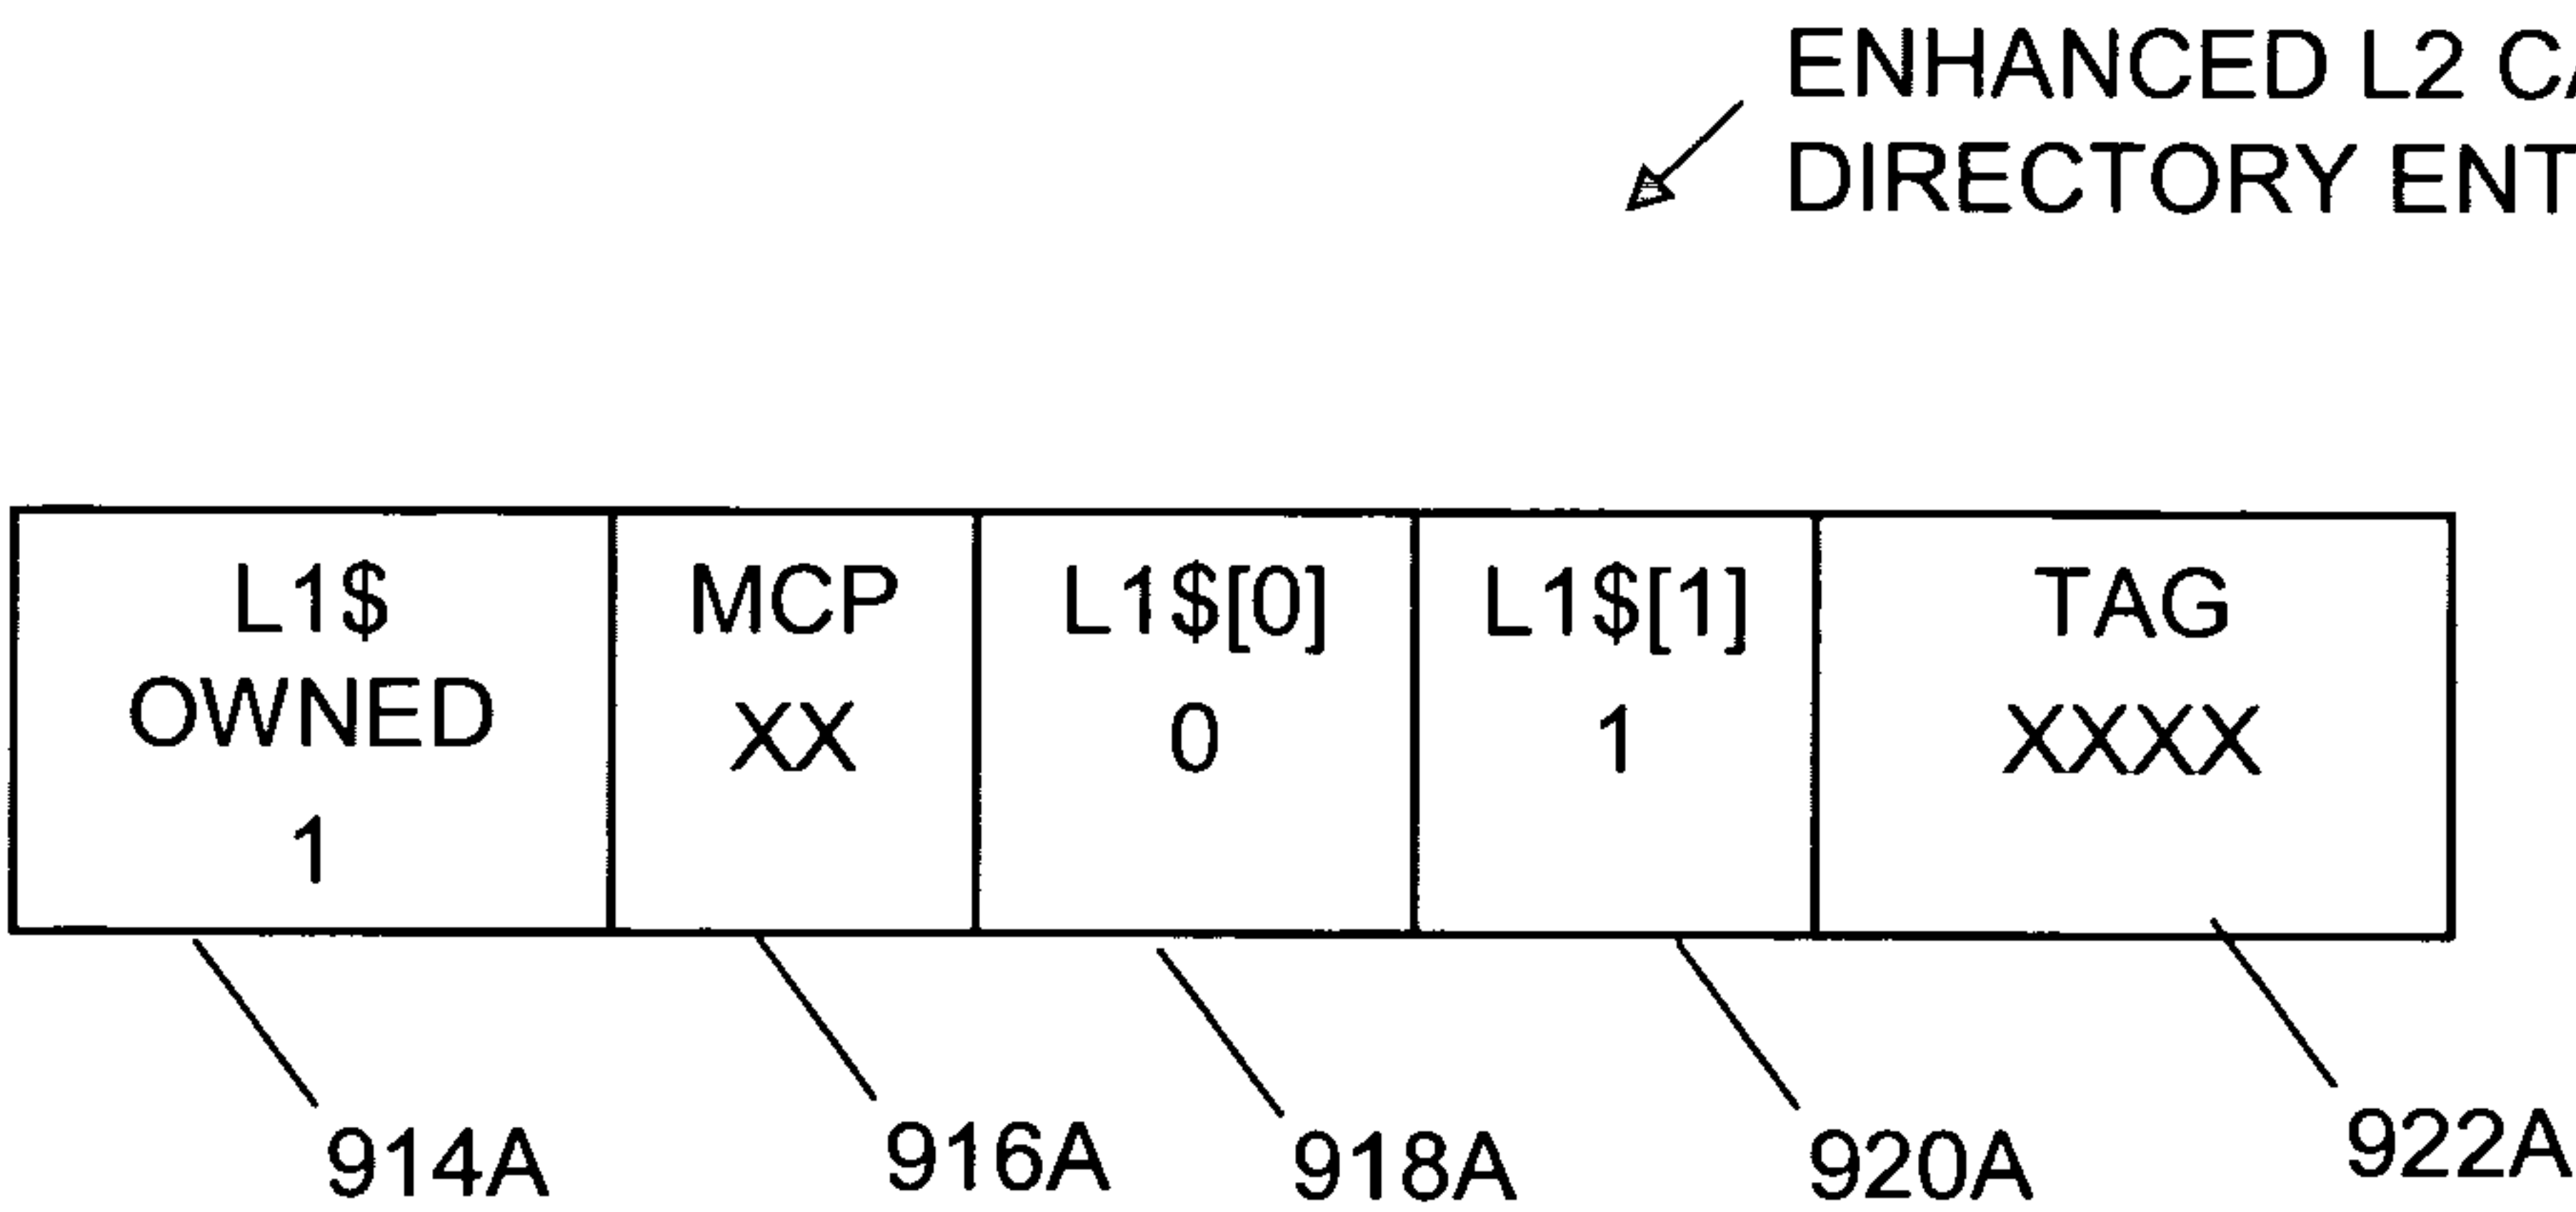 ENHANCED L2 CA
DIRECTORY ENT
L1$ OWNED 1
MCP XX
L1$[0] 0
L1$[1] 1
TAG XXXX
914A
916A
918A
920A
922A